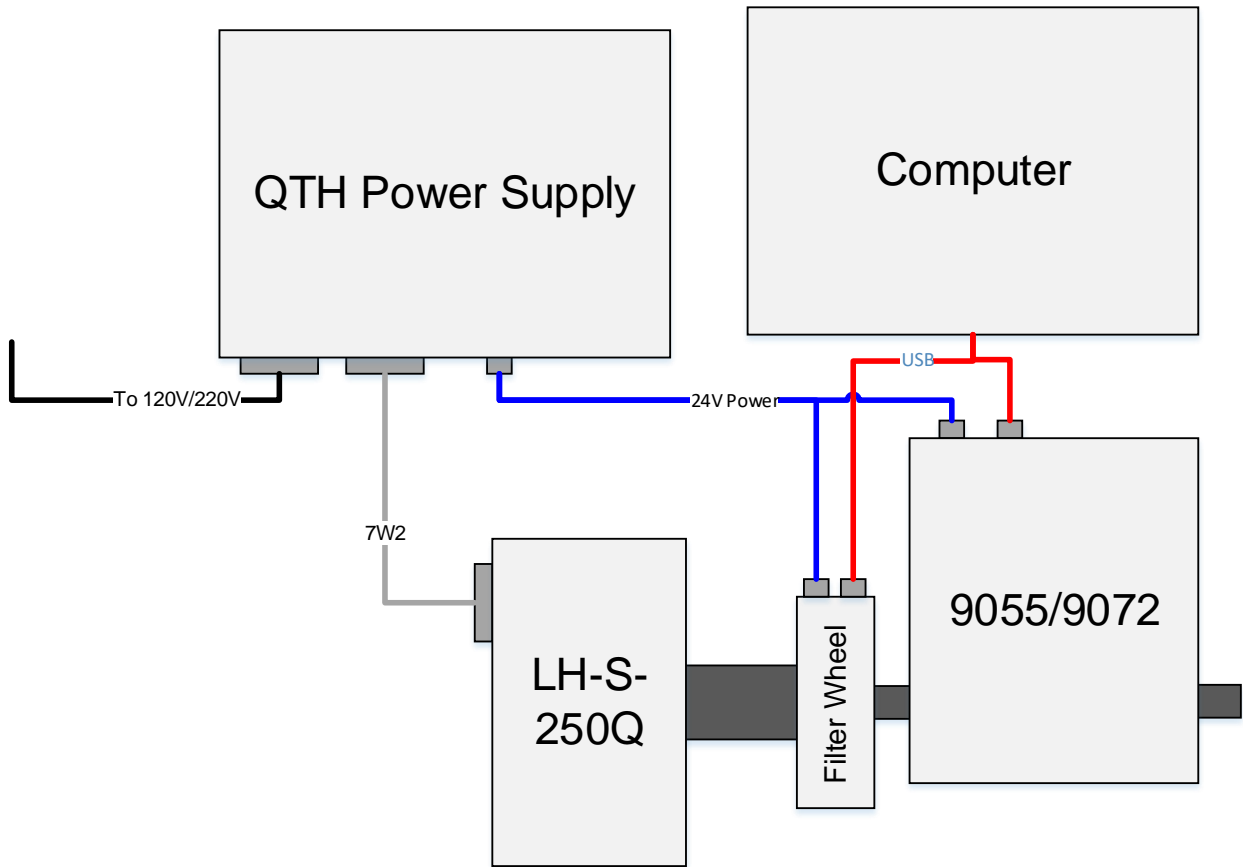 QTH Power Supply
Computer
USB
To 120V/220V
24V Power
7W2
9055/9072
LH-S-
250Q
Filter Wheel